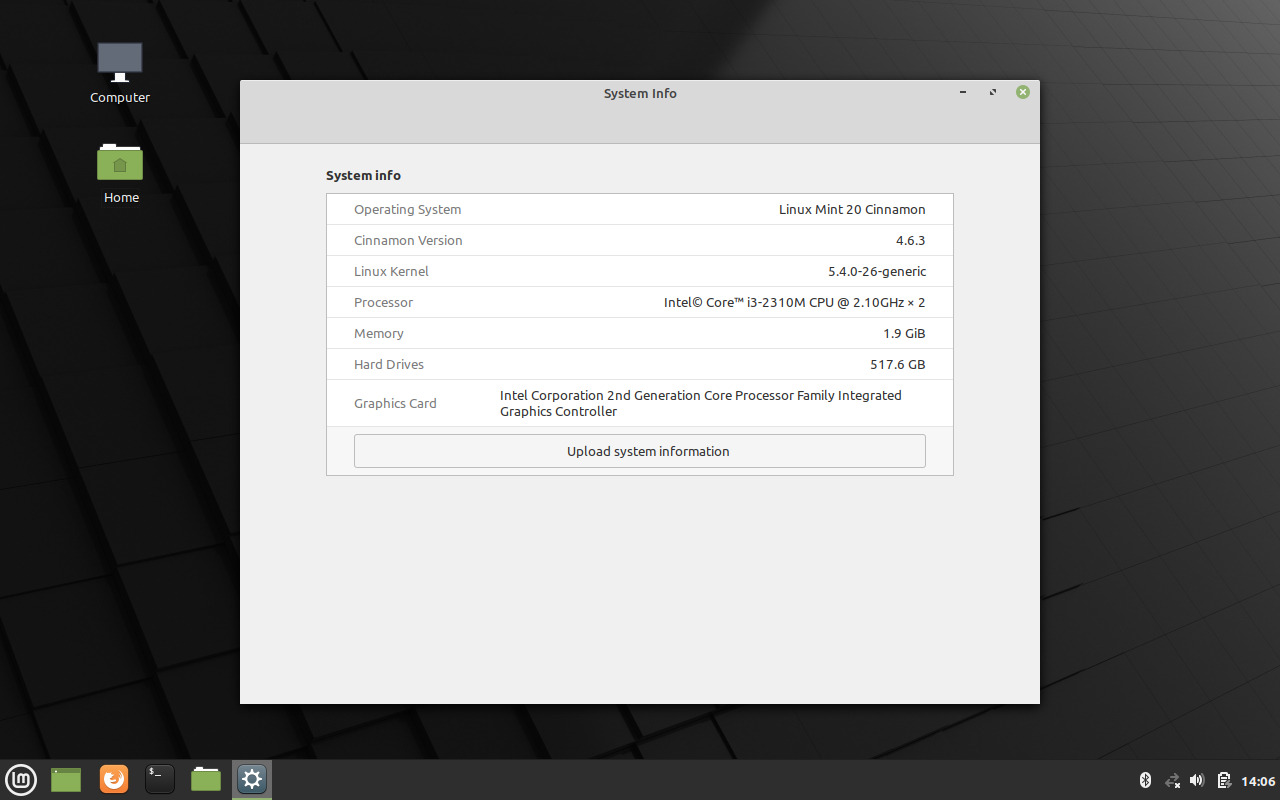 Computer
Home
System Info
System info
Operating System Linux Mint 20 Cinnamon
Cinnamon Version 4.6.3
Linux Kernel 5.4.0-26-generic
Processor Intel© Core™ i3-2310M CPU @ 2.10GHz × 2
Memory 1.9 GiB
Hard Drives 517.6 GB
Graphics Card Intel Corporation 2nd Generation Core Processor Family Integrated
Graphics Controller
Upload system information
$_
14:06